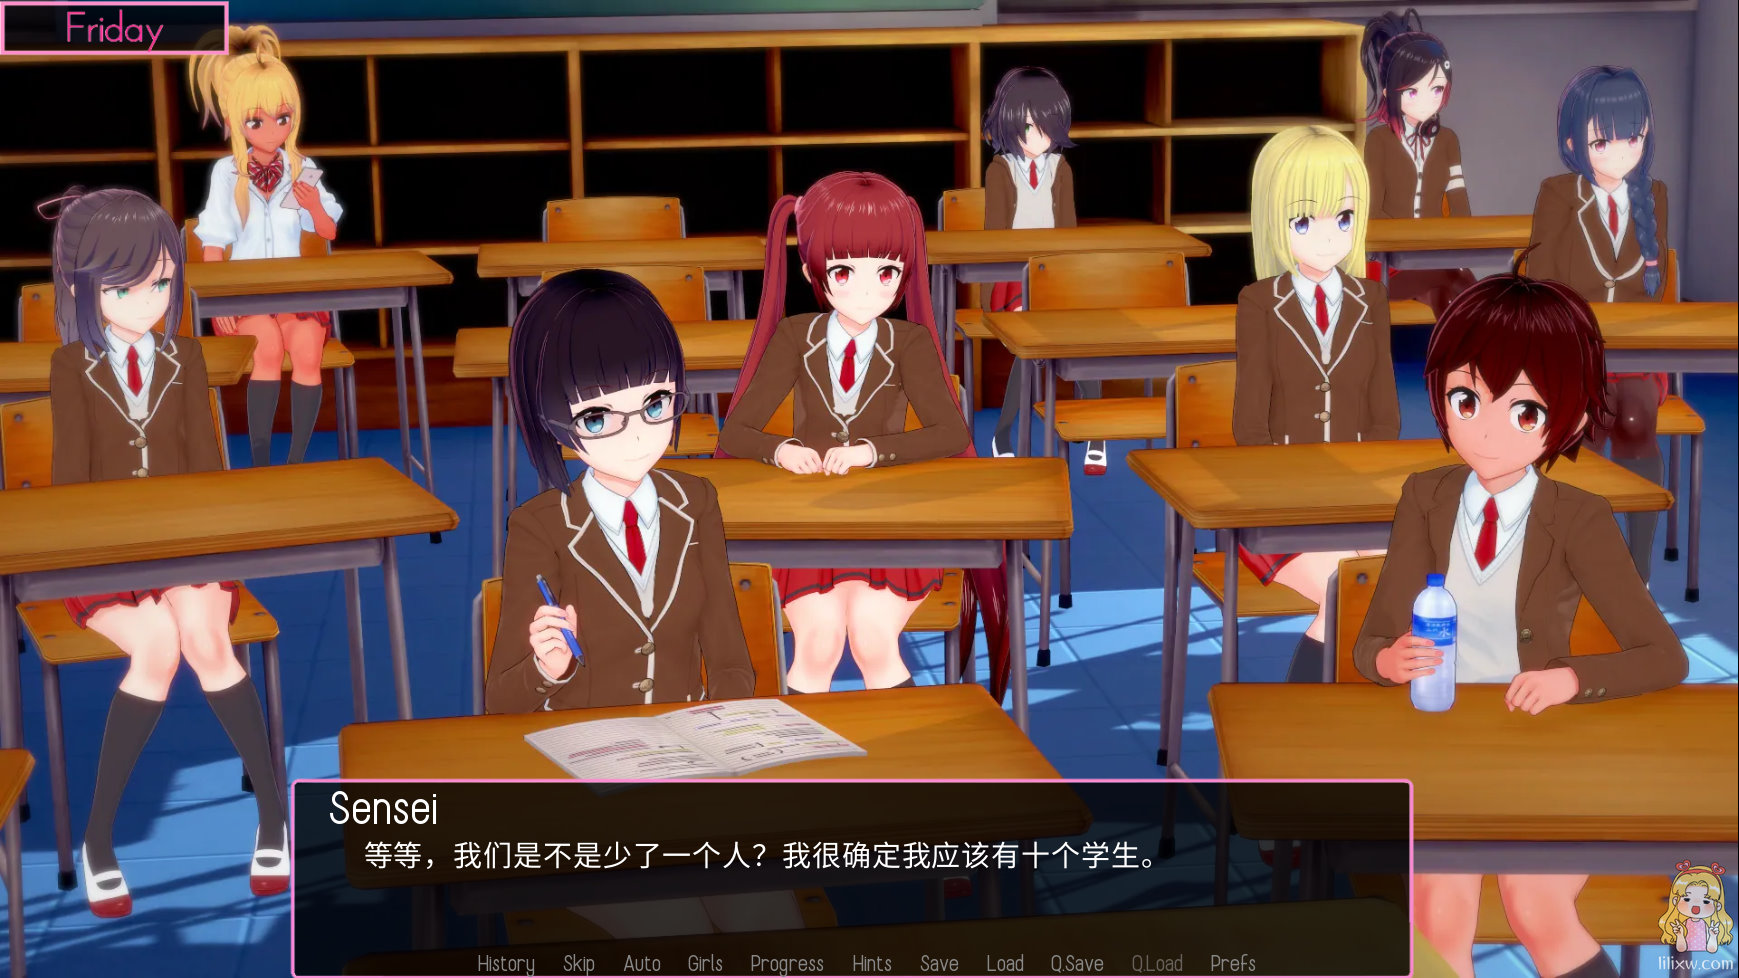 Friday
Sensei
等等，我们是不是少了一个人？我很确定我应该有十个学生。
History Skip Auto Girls Progress Hints Save Load Q.Save Q.Load Prefs
水
lilixw.com